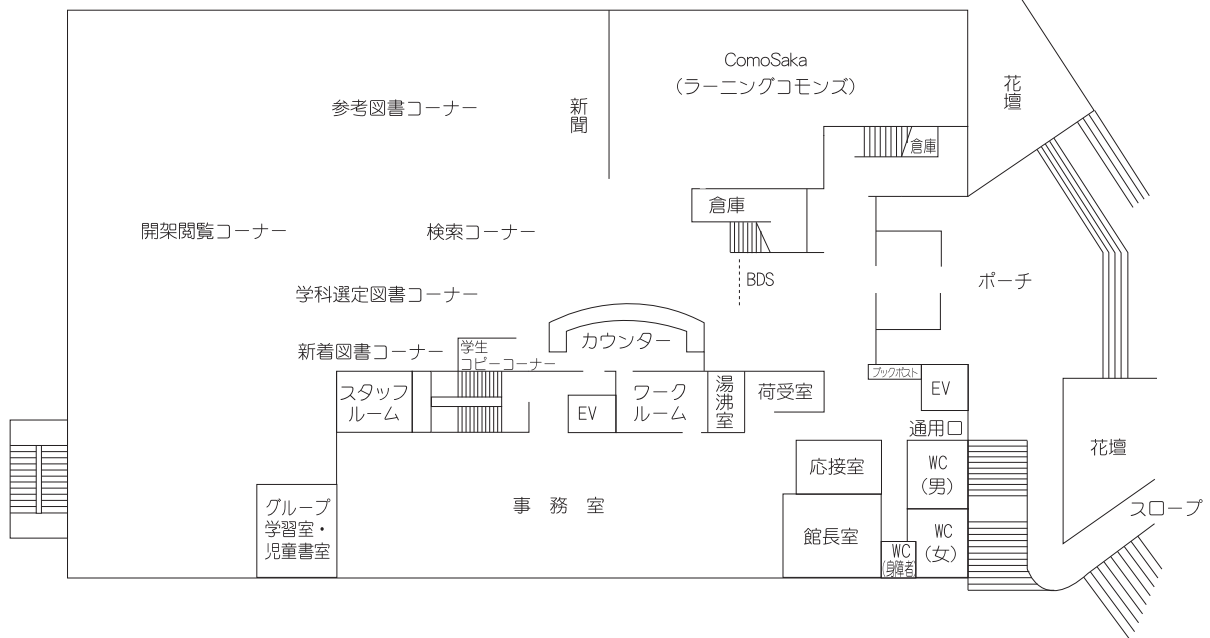 ComoSaka
（ラーニングコモンズ）
花壇
参考図書コーナー
新聞
倉庫
倉庫
開架閲覧コーナー
検索コーナー
BDS
ポーチ
学科選定図書コーナー
カウンター
新着図書コーナー
学生
コピーコーナー
ブックポスト
スタッフ
ルーム
EV
ワーク
ルーム
湯沸室
荷受室
EV
通用口
花壇
応接室
WC
（男）
スロープ
グループ
学習室・
児童書室
事務室
館長室
WC
（女）
WC
（身障者）